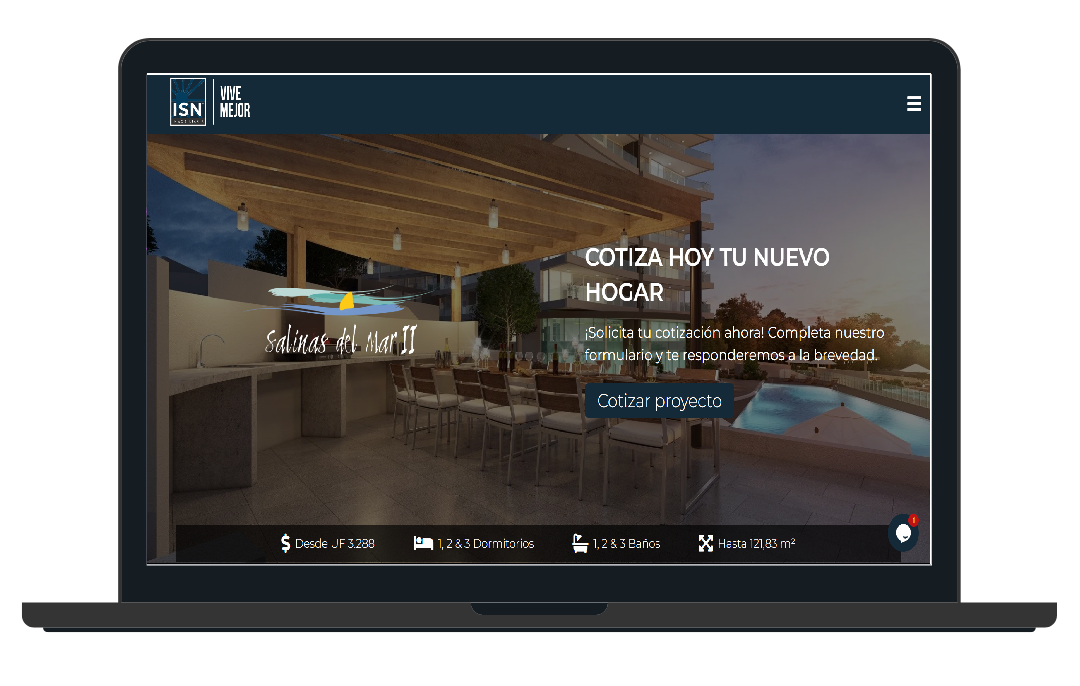 ISN
VIVE
MEJOR
COTIZA HOY TU NUEVO
HOGAR
¡Solicita tu cotización ahora! Completa nuestro
formulario y te responderemos a la brevedad.
Salinas del Mar II
Cotizar proyecto
Desde UF 3.288
1, 2 & 3 Dormitorios
1, 2 & 3 Baños
Hasta 121,83 m²
1